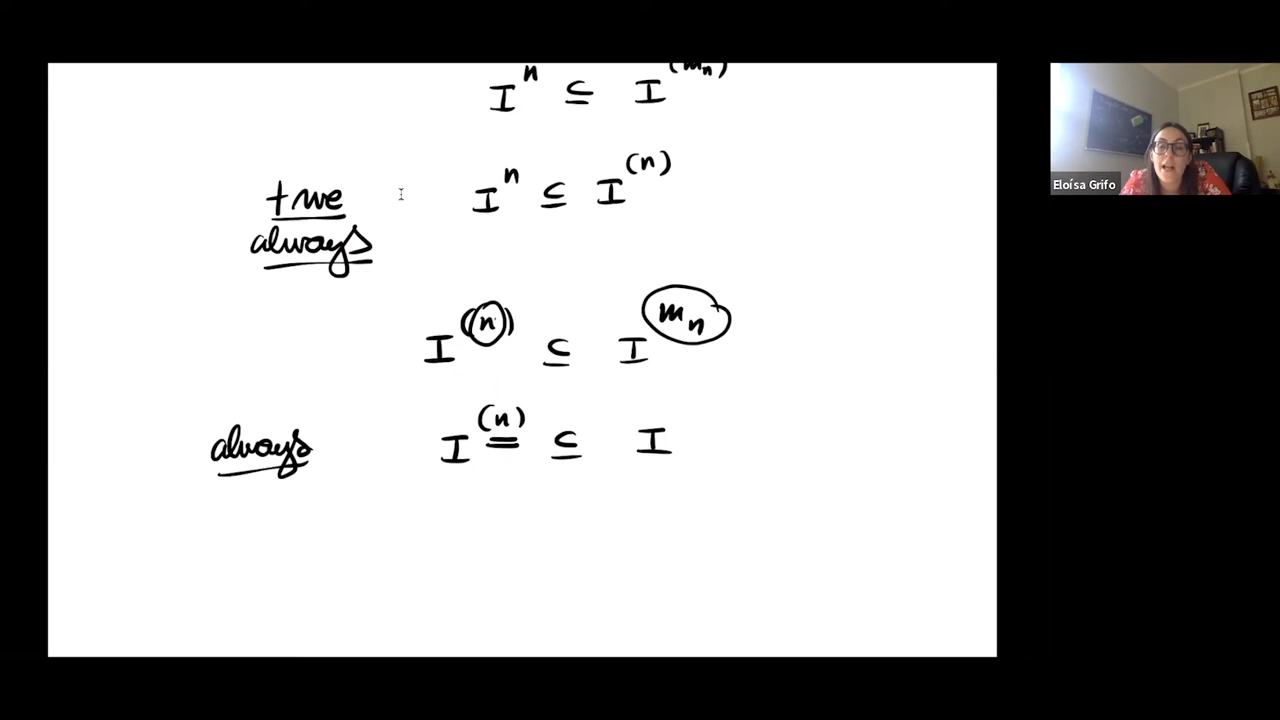 I^n ⊆ I^(m_n)
true I^n ⊆ I^(n)
always
I^(n) ⊆ I^m_n
always I^(n) ⊆ I
Eloísa Grifo